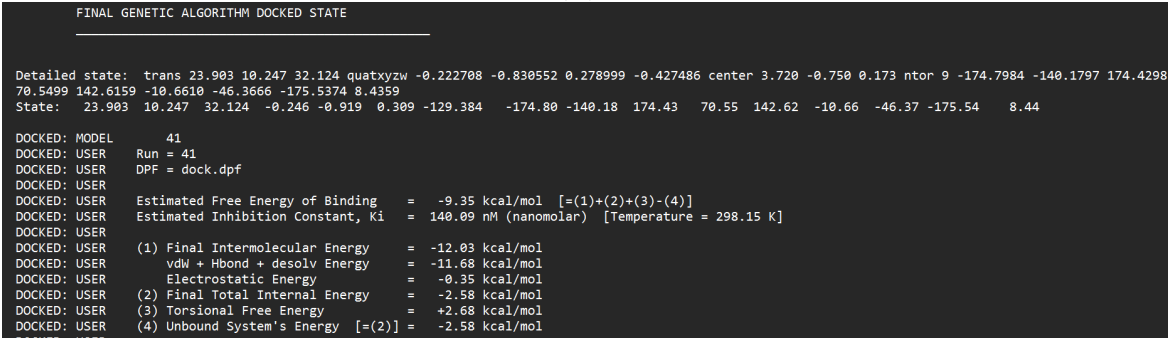 FINAL GENETIC ALGORITHM DOCKED STATE
Detailed state:  trans 23.903 10.247 32.124 quatxyzw -0.222708 -0.830552 0.278999 -0.427486 center 3.720 -0.750 0.173 ntor 9 -174.7984 -140.1797 174.4298
70.5499 142.6159 -10.6610 -46.3666 -175.5374 8.4359
State:   23.903  10.247  32.124  -0.246 -0.919  0.309 -129.384   -174.80 -140.18  174.43   70.55  142.62  -10.66  -46.37 -175.54    8.44
DOCKED: MODEL       41
DOCKED: USER    Run = 41
DOCKED: USER    DPF = dock.dpf
DOCKED: USER
DOCKED: USER    Estimated Free Energy of Binding    =   -9.35 kcal/mol  [=(1)+(2)+(3)-(4)]
DOCKED: USER    Estimated Inhibition Constant, Ki   =  140.09 nM (nanomolar)  [Temperature = 298.15 K]
DOCKED: USER
DOCKED: USER    (1) Final Intermolecular Energy     =  -12.03 kcal/mol
DOCKED: USER        vdW + Hbond + desolv Energy     =  -11.68 kcal/mol
DOCKED: USER        Electrostatic Energy            =   -0.35 kcal/mol
DOCKED: USER    (2) Final Total Internal Energy     =   -2.58 kcal/mol
DOCKED: USER    (3) Torsional Free Energy           =   +2.68 kcal/mol
DOCKED: USER    (4) Unbound System's Energy  [=(2)] =   -2.58 kcal/mol